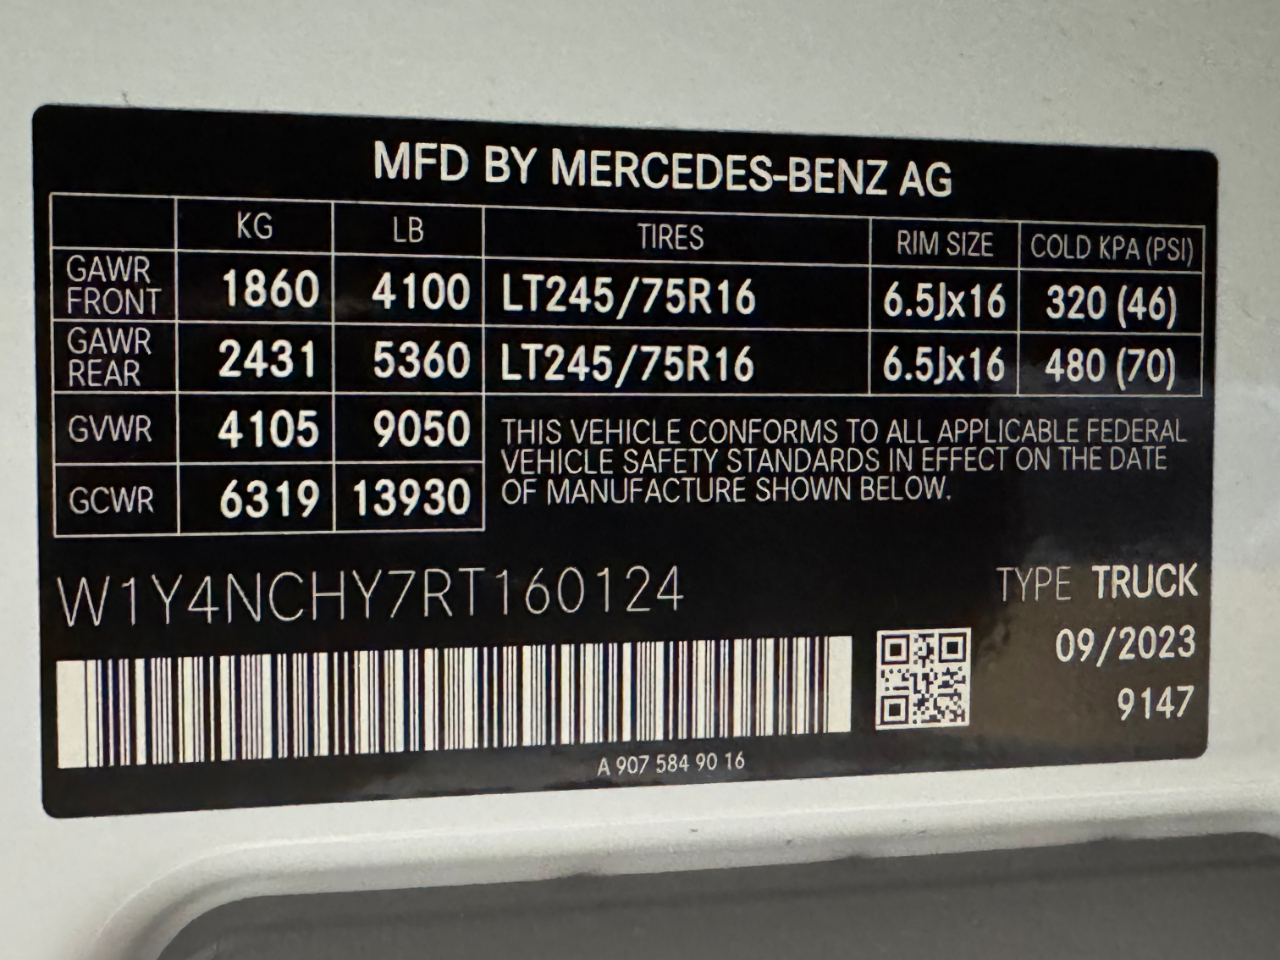 MFD BY MERCEDES-BENZ AG
KG LB TIRES RIM SIZE COLD KPA (PSI)
GAWR FRONT 1860 4100 LT245/75R16 6.5Jx16 320 (46)
GAWR REAR 2431 5360 LT245/75R16 6.5Jx16 480 (70)
GVWR 4105 9050
GCWR 6319 13930
THIS VEHICLE CONFORMS TO ALL APPLICABLE FEDERAL
VEHICLE SAFETY STANDARDS IN EFFECT ON THE DATE
OF MANUFACTURE SHOWN BELOW.
W1Y4NCHY7RT160124
TYPE TRUCK
09/2023
9147
A 907 584 90 16